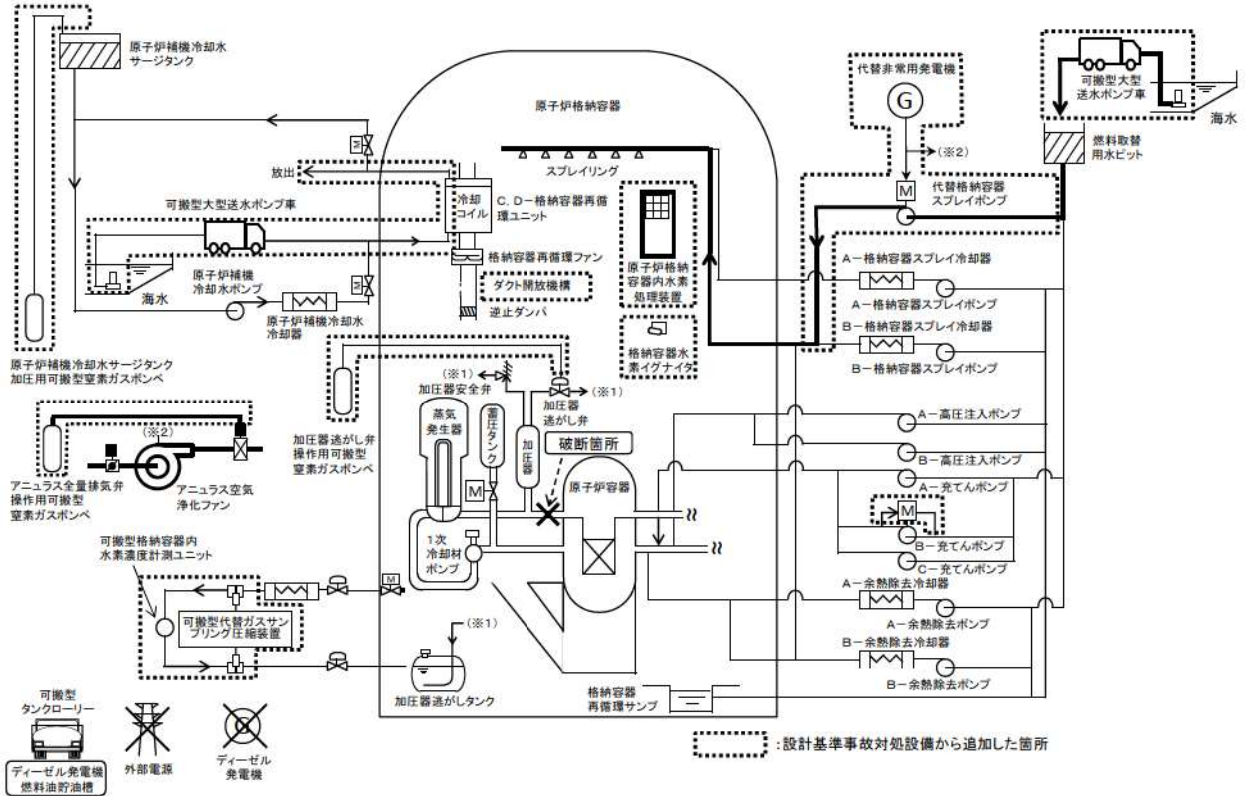 原子炉補機冷却水
サージタンク
原子炉格納容器
代替非常用発電機
G
可搬型大型
送水ポンプ車
海水
(※2)
燃料取替
用水ピット
M
放出
スプレイリング
M
代替格納容器
スプレイポンプ
冷却
コイル
C,D-格納容器再循
環ユニット
可搬型大型送水ポンプ車
格納容器再循環ファン
原子炉格納
容器内水素
処理装置
A-格納容器スプレイ冷却器
M
ダクト開放機構
海水
原子炉補機
冷却水ポンプ
A-格納容器スプレイポンプ
逆止ダンパ
原子炉補機冷却水
冷却器
B-格納容器スプレイ冷却器
格納容器水
素イグナイタ
B-格納容器スプレイポンプ
原子炉補機冷却水サージタンク
加圧用可搬型窒素ガスボンベ
(※1)
(※1)
加圧器安全弁
加圧器
逃がし弁
蒸気
発生器
蓄圧タンク
加圧器
破断箇所
A-高圧注入ポンプ
(※2)
加圧器逃がし弁
操作用可搬型
窒素ガスボンベ
B-高圧注入ポンプ
A-充てんポンプ
アニュラス全量排気弁
操作用可搬型
窒素ガスボンベ
アニュラス空気
浄化ファン
M
原子炉容器
M
B-充てんポンプ
1次
冷却材
ポンプ
C-充てんポンプ
可搬型格納容器内
水素濃度計測ユニット
M
A-余熱除去冷却器
可搬型代替ガスサン
プリング圧縮装置
(※1)
A-余熱除去ポンプ
B-余熱除去冷却器
B-余熱除去ポンプ
加圧器逃がしタンク
格納容器
再循環サンプ
可搬型
タンクローリー
ディーゼル発電機
燃料油貯油槽
外部電源
ディーゼル
発電機
:設計基準事故対処設備から追加した箇所